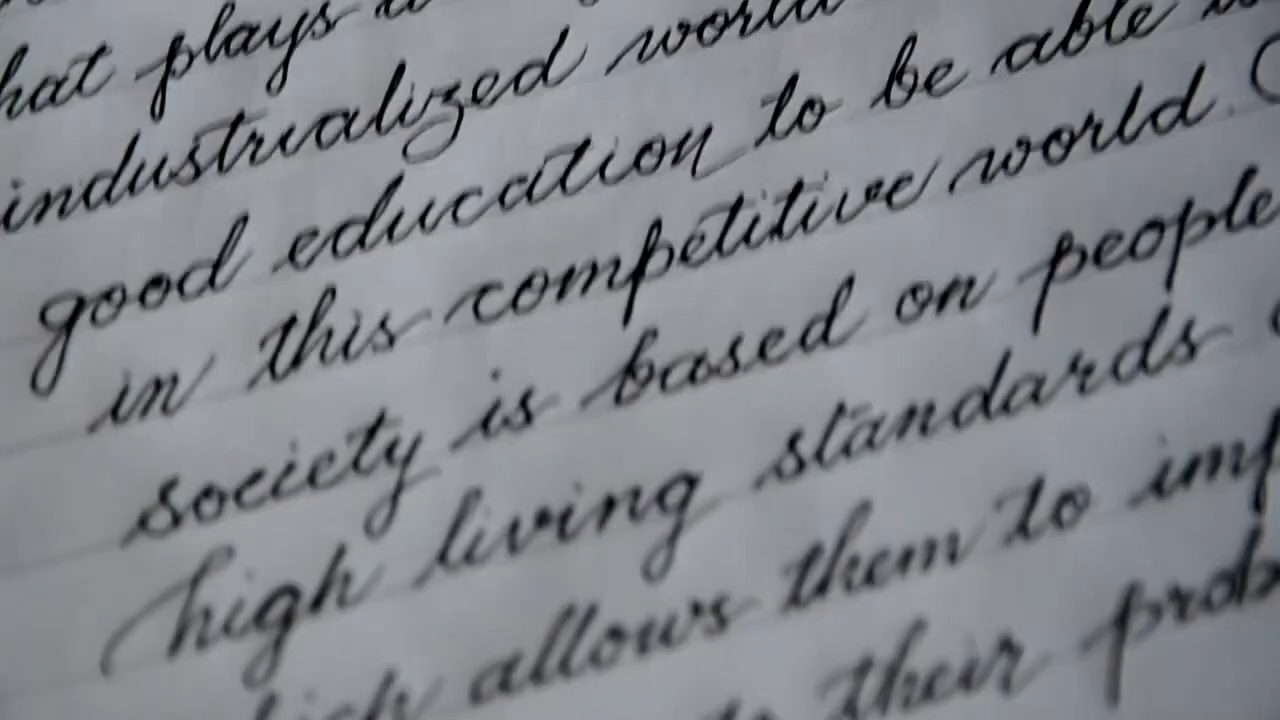 plays
industrialized world
good education to be able
in this competitive world.
society is based on people
high living standards
allows them to
their